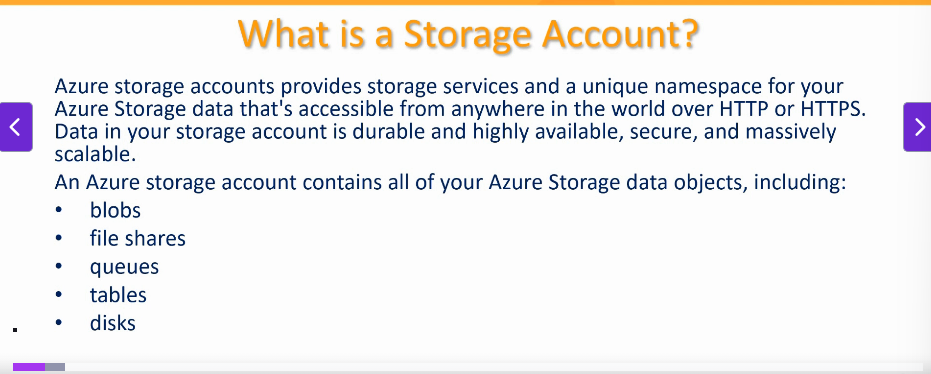 What is a Storage Account?
Azure storage accounts provides storage services and a unique namespace for your
Azure Storage data that's accessible from anywhere in the world over HTTP or HTTPS.
Data in your storage account is durable and highly available, secure, and massively
scalable.
An Azure storage account contains all of your Azure Storage data objects, including:
• blobs
• file shares
• queues
• tables
• disks